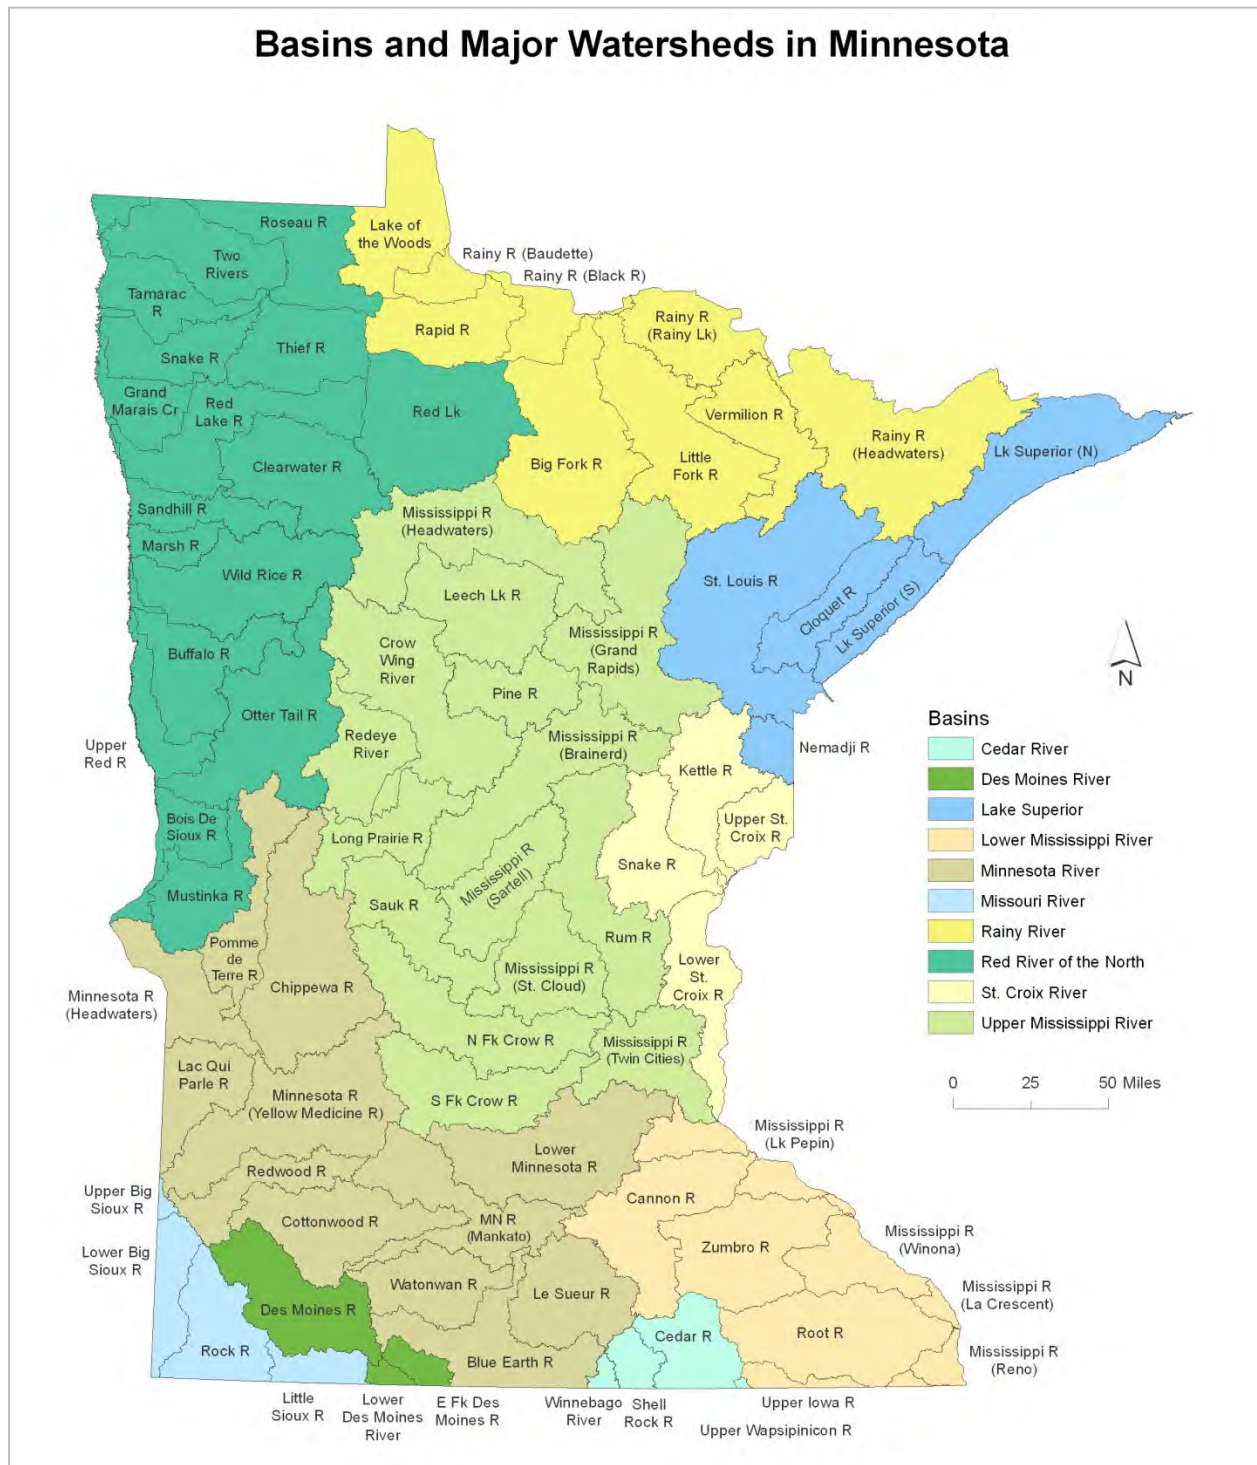 Basins and Major Watersheds in Minnesota
Roseau R
Lake of
the Woods
Two
Rivers
Rainy R (Baudette)
Rainy R (Black R)
Tamarac
R
Rapid R
Rainy R
(Rainy Lk)
Snake R
Thief R
Grand
Marais Cr
Red
Lake R
Red Lk
Vermilion R
Rainy R
(Headwaters)
Lk Superior (N)
Clearwater R
Big Fork R
Little
Fork R
Sandhill R
Mississippi R
(Headwaters)
Marsh R
Wild Rice R
Leech Lk R
St. Louis R
Cloquet R
Lk Superior (S)
Buffalo R
Crow
Wing
River
Mississippi R
(Grand
Rapids)
Pine R
N
Otter Tail R
Redeye
River
Mississippi R
(Brainerd)
Upper
Red R
Kettle R
Nemadji R
Bois De
Sioux R
Long Prairie R
Upper St.
Croix R
Mississippi R
(Sartell)
Snake R
Mustinka R
Sauk R
Rum R
Pomme
de
Terre R
Chippewa R
Mississippi R
(St. Cloud)
Lower
St.
Croix R
Minnesota R
(Headwaters)
N Fk Crow R
Mississippi R
(Twin Cities)
Lac Qui
Parle R
Minnesota R
(Yellow Medicine R)
S Fk Crow R
Mississippi R
(Lk Pepin)
Redwood R
Lower
Minnesota R
Upper Big
Sioux R
Cannon R
Cottonwood R
MN R
(Mankato)
Mississippi R
(Winona)
Lower Big
Sioux R
Zumbro R
Watonwan R
Le Sueur R
Mississippi R
(La Crescent)
Des Moines R
Rock R
Blue Earth R
Cedar R
Root R
Mississippi R
(Reno)
Little
Sioux R
Lower
Des Moines
River
E Fk Des
Moines R
Winnebago
River
Shell
Rock R
Upper Iowa R
Upper Wapsipinicon R
Basins
Cedar River
Des Moines River
Lake Superior
Lower Mississippi River
Minnesota River
Missouri River
Rainy River
Red River of the North
St. Croix River
Upper Mississippi River
0 25 50 Miles